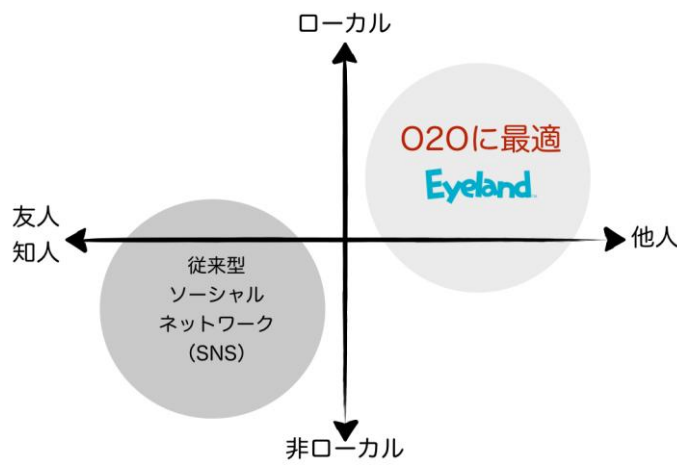 ローカル
O2Oに最適
Eyeland™
友人
知人
他人
従来型
ソーシャル
ネットワーク
(SNS)
非ローカル